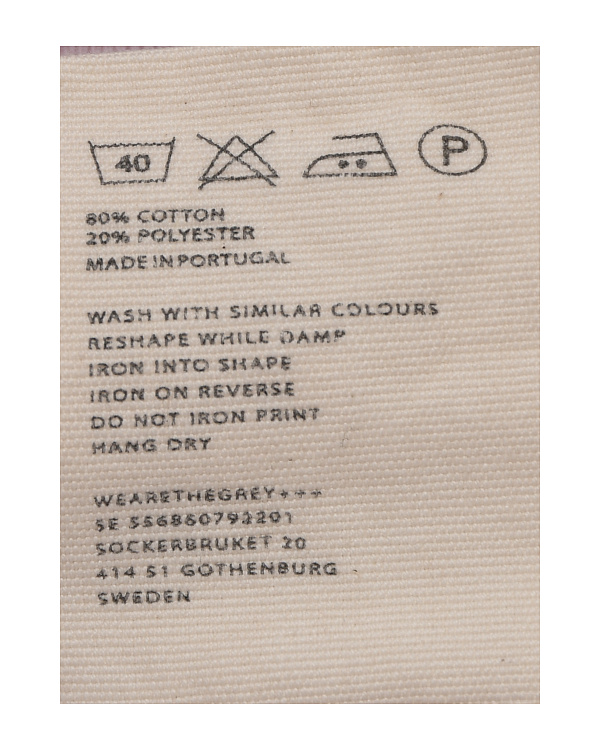 40 P
80% COTTON
20% POLYESTER
MADE IN PORTUGAL
WASH WITH SIMILAR COLOURS
RESHAPE WHILE DAMP
IRON INTO SHAPE
IRON ON REVERSE
DO NOT IRON PRINT
HANG DRY
WEARETHEGREY+++
SE 556860792201
SOCKERBRUKET 20
414 51 GOTHENBURG
SWEDEN